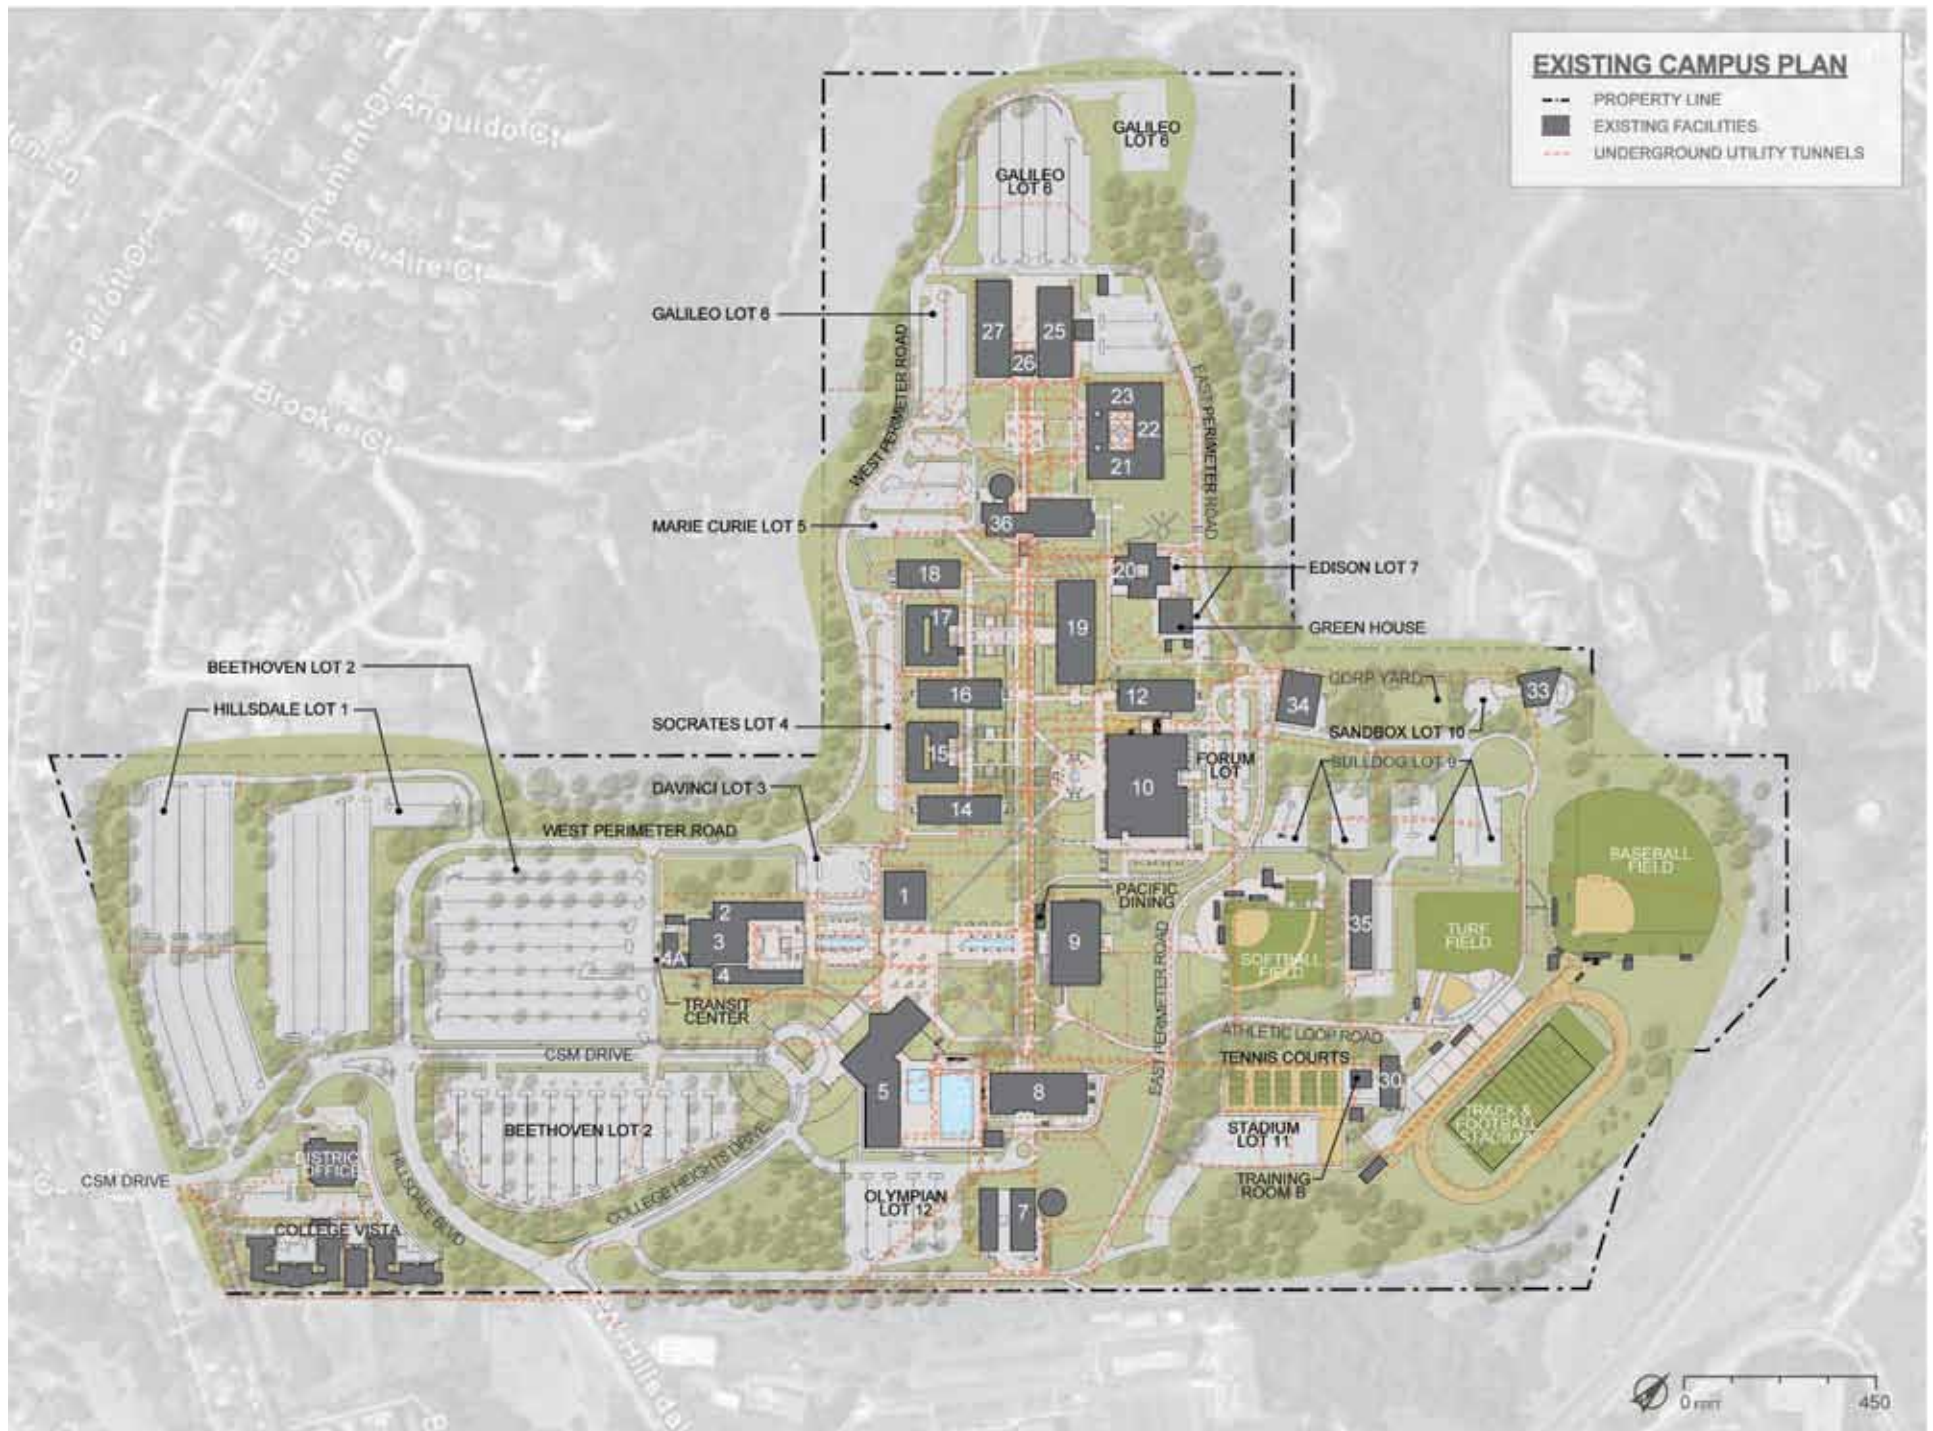 EXISTING CAMPUS PLAN
PROPERTY LINE
EXISTING FACILITIES
UNDERGROUND UTILITY TUNNELS
Anguido Ct
Tournament Dr
Bel Aire Ct
Parrott Dr
Brooke Ct
GALILEO
LOT 6
GALILEO
LOT 6
GALILEO LOT 6
27
25
26
WEST PERIMETER ROAD
EAST PERIMETER ROAD
23
22
21
MARIE CURIE LOT 5
36
18
20
EDISON LOT 7
17
19
GREEN HOUSE
BEETHOVEN LOT 2
HILLSDALE LOT 1
SOCRATES LOT 4
16
12
34
CORP YARD
33
SANDBOX LOT 10
15
FORUM
LOT
BULLDOG LOT 9
DAVINCI LOT 3
10
14
WEST PERIMETER ROAD
BASEBALL
FIELD
1
PACIFIC
DINING
2
3
4A
4
9
35
TURF
FIELD
SOFTBALL
FIELD
EAST PERIMETER ROAD
TRANSIT
CENTER
CSM DRIVE
ATHLETIC LOOP ROAD
TENNIS COURTS
5
8
30
BEETHOVEN LOT 2
STADIUM
LOT 11
TRACK &
FOOTBALL
STADIUM
DISTRICT
OFFICE
CSM DRIVE
HILLSDALE BLVD
COLLEGE HEIGHTS DRIVE
TRAINING
ROOM B
OLYMPIAN
LOT 12
7
COLLEGE VISTA
W Hillsdal
0 FEET
450